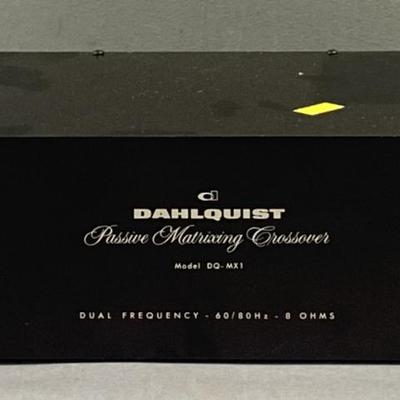 DAHLQUIST
Passive Matrixing Crossover
Model DQ-MX1
DUAL FREQUENCY - 60/80Hz - 8 OHMS